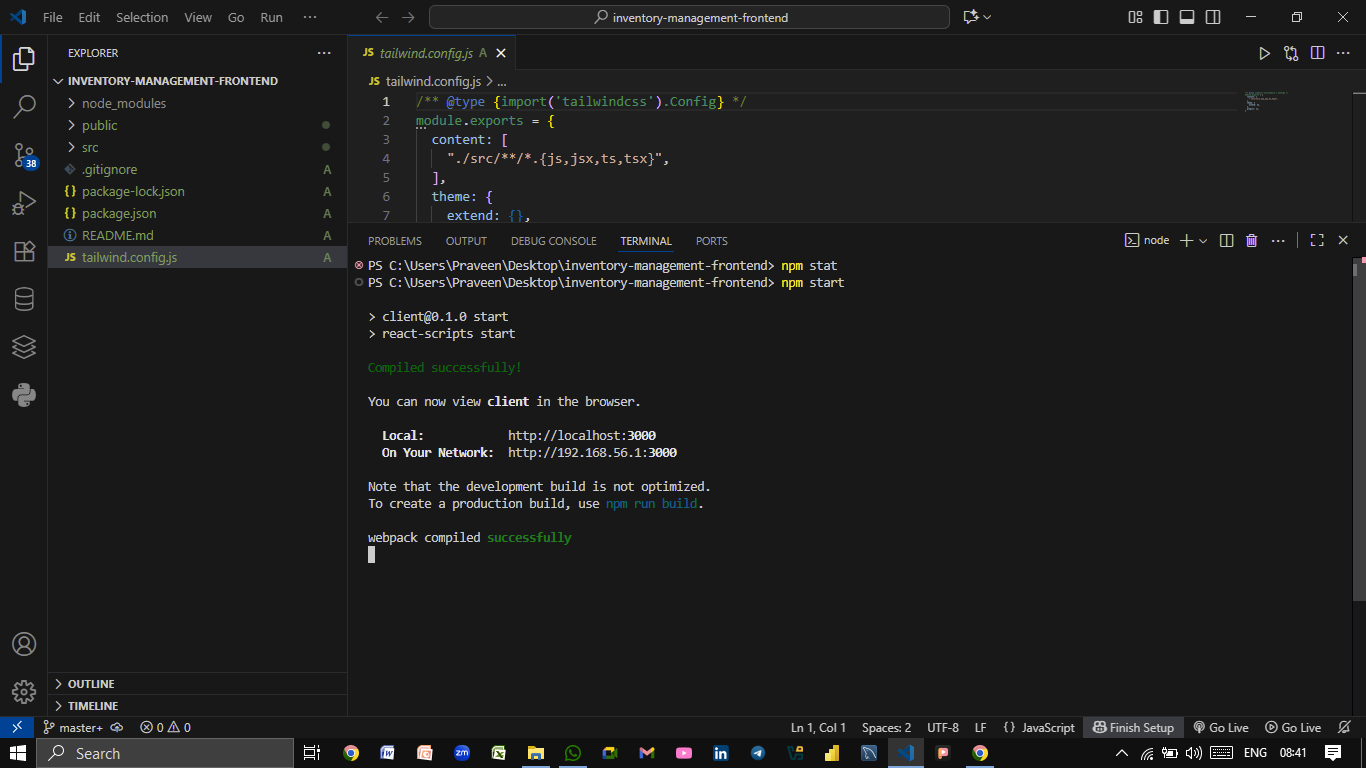 File Edit Selection View Go Run ···
inventory-management-frontend
EXPLORER ···
INVENTORY-MANAGEMENT-FRONTEND
node_modules
public
src
.gitignore A
{} package-lock.json A
{} package.json A
README.md A
JS tailwind.config.js A
38
OUTLINE
TIMELINE
JS tailwind.config.js A
JS tailwind.config.js > ...
1 /** @type {import('tailwindcss').Config} */
2 module.exports = {
3 content: [
4 "./src/**/*.{js,jsx,ts,tsx}",
5 ],
6 theme: {
7 extend: {},
PROBLEMS OUTPUT DEBUG CONSOLE TERMINAL PORTS
node
PS C:\Users\Praveen\Desktop\inventory-management-frontend> npm stat
PS C:\Users\Praveen\Desktop\inventory-management-frontend> npm start
> client@0.1.0 start
> react-scripts start
Compiled successfully!
You can now view client in the browser.
Local: http://localhost:3000
On Your Network: http://192.168.56.1:3000
Note that the development build is not optimized.
To create a production build, use npm run build.
webpack compiled successfully
master+ 0 0
Ln 1, Col 1 Spaces: 2 UTF-8 LF {} JavaScript Finish Setup Go Live Go Live
Search
ENG 08:41